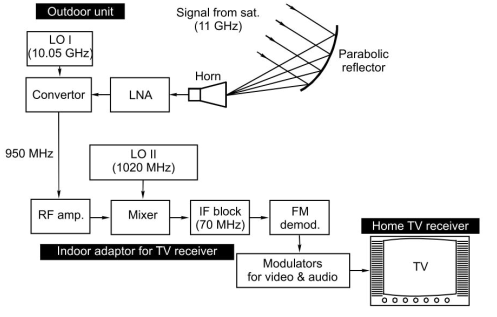 Outdoor unit
Signal from sat.
(11 GHz)
LO I
(10.05 GHz)
Parabolic
reflector
Horn
Convertor
LNA
950 MHz
LO II
(1020 MHz)
RF amp.
Mixer
IF block
(70 MHz)
FM
demod.
Home TV receiver
Indoor adaptor for TV receiver
Modulators
for video & audio
TV